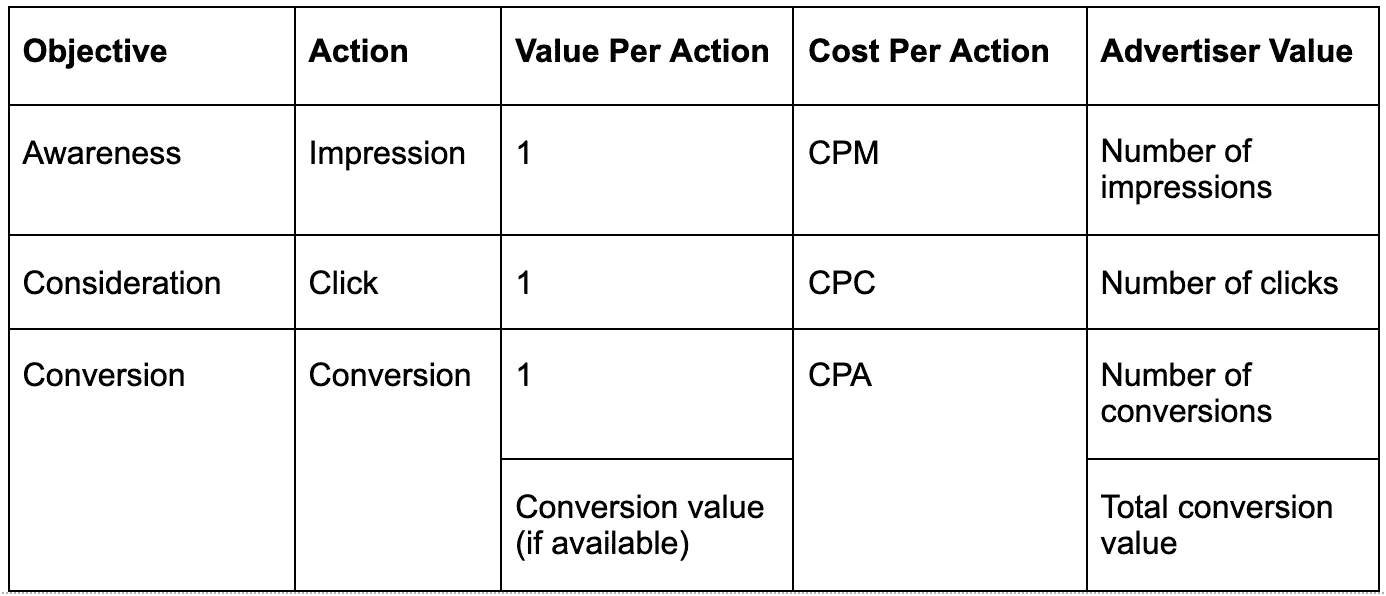 Objective Action Value Per Action Cost Per Action Advertiser Value
Awareness Impression 1 CPM Number of
impressions
Consideration Click 1 CPC Number of clicks
Conversion Conversion 1 CPA Number of
conversions
Conversion value
(if available)
Total conversion
value